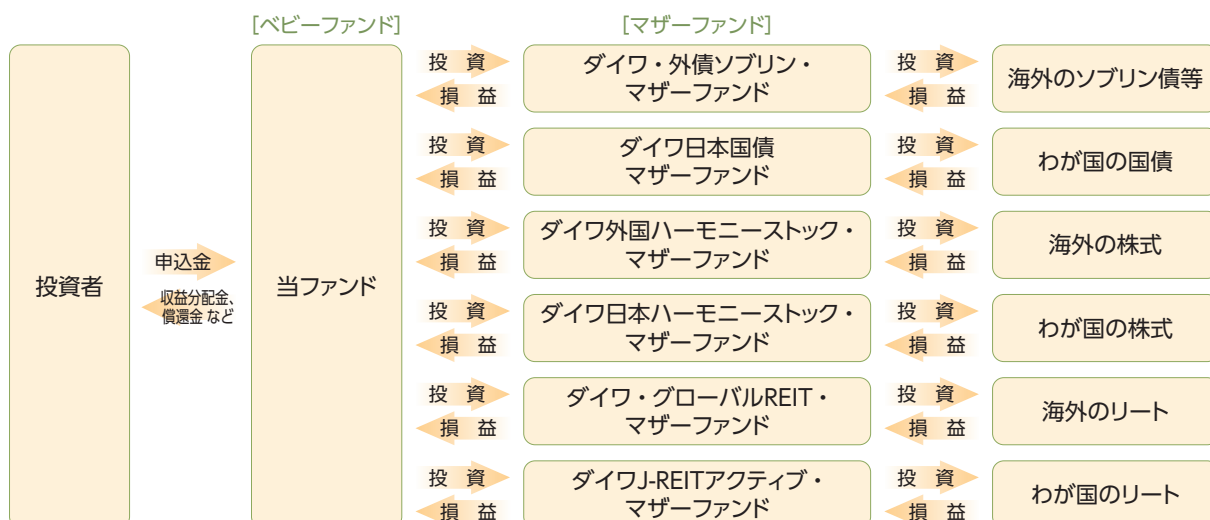 [ベビーファンド]
[マザーファンド]
投資者
申込金
収益分配金、
償還金 など
当ファンド
投 資
損 益
ダイワ・外債ソブリン・
マザーファンド
投 資
損 益
海外のソブリン債等
投 資
損 益
ダイワ日本国債
マザーファンド
投 資
損 益
わが国の国債
投 資
損 益
ダイワ外国ハーモニーストック・
マザーファンド
投 資
損 益
海外の株式
投 資
損 益
ダイワ日本ハーモニーストック・
マザーファンド
投 資
損 益
わが国の株式
投 資
損 益
ダイワ・グローバルREIT・
マザーファンド
投 資
損 益
海外のリート
投 資
損 益
ダイワJ-REITアクティブ・
マザーファンド
投 資
損 益
わが国のリート